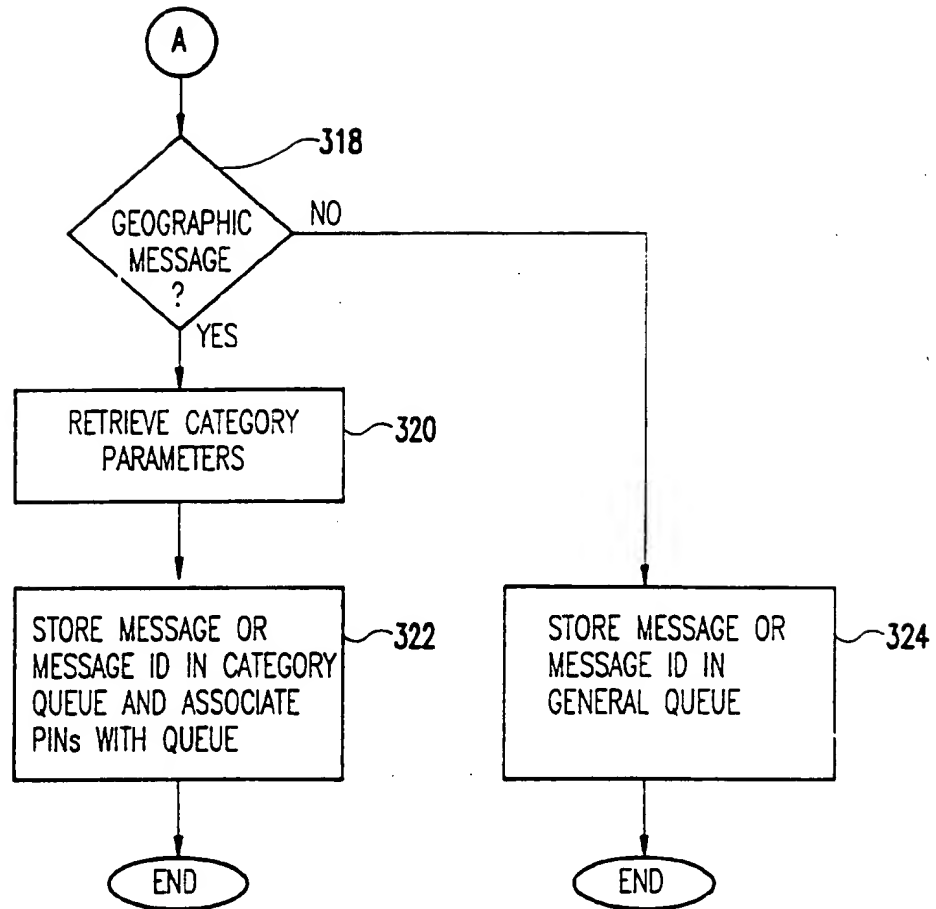 A
318
GEOGRAPHIC
MESSAGE
?
NO
YES
RETRIEVE CATEGORY
PARAMETERS
320
STORE MESSAGE OR
MESSAGE ID IN CATEGORY
QUEUE AND ASSOCIATE
PINs WITH QUEUE
322
STORE MESSAGE OR
MESSAGE ID IN
GENERAL QUEUE
324
END
END